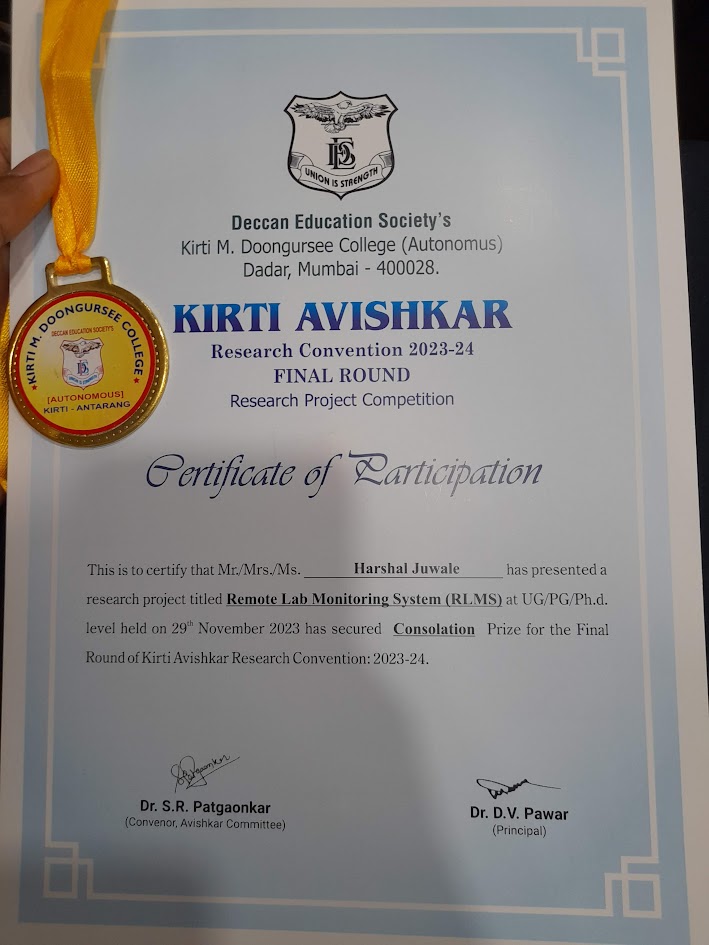 DES
UNION IS STRENGTH
Deccan Education Society's
Kirti M. Doongursee College (Autonomus)
Dadar, Mumbai - 400028.
KIRTI AVISHKAR
Research Convention 2023-24
FINAL ROUND
Research Project Competition
KIRTI M. DOONGURSEE COLLEGE
DECCAN EDUCATION SOCIETY'S
[AUTONOMOUS]
KIRTI - ANTARANG
Certificate of Participation
This is to certify that Mr./Mrs./Ms. Harshal Juwale has presented a
research project titled Remote Lab Monitoring System (RLMS) at UG/PG/Ph.d.
level held on 29th November 2023 has secured Consolation Prize for the Final
Round of Kirti Avishkar Research Convention: 2023-24.
Dr. S.R. Patgaonkar
(Convenor, Avishkar Committee)
Dr. D.V. Pawar
(Principal)